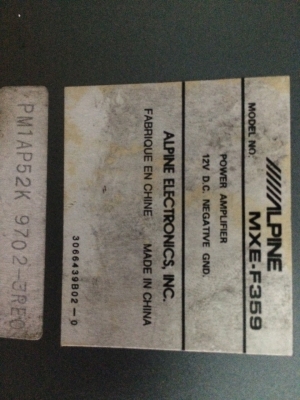 ALPINE
MODEL NO. MXE-F359
POWER AMPLIFIER
12V D.C. NEGATIVE GND.
ALPINE ELECTRONICS, INC.
FABRIQUE EN CHINE MADE IN CHINA
3066439B02-0
PM1AP52K 9702-3REC